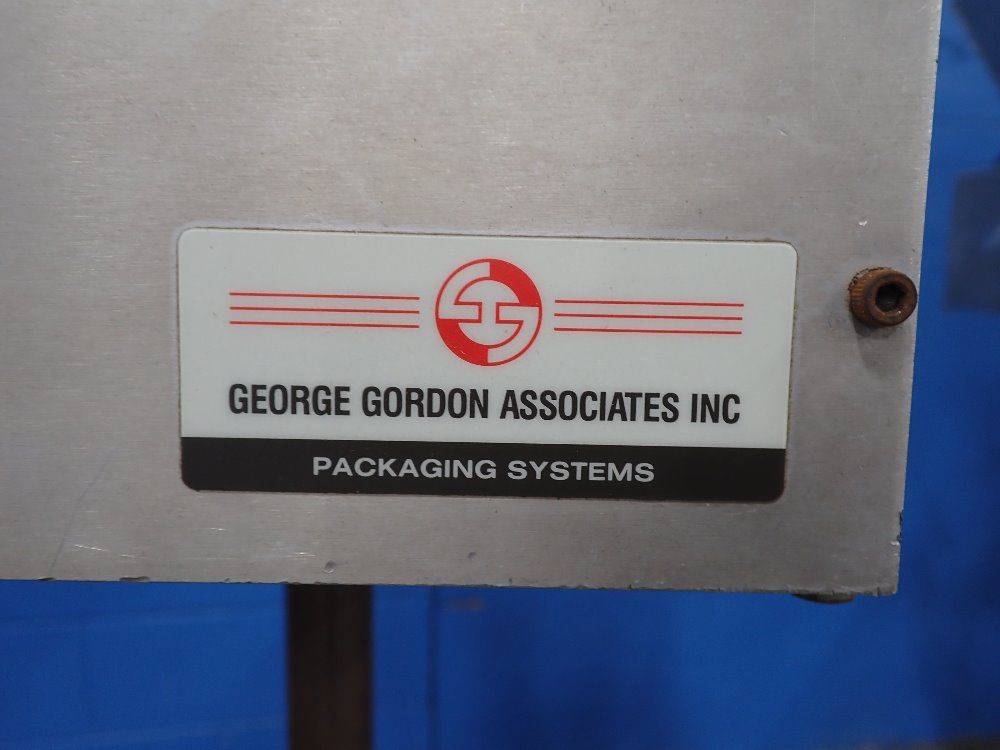 GEORGE GORDON ASSOCIATES INC
PACKAGING SYSTEMS